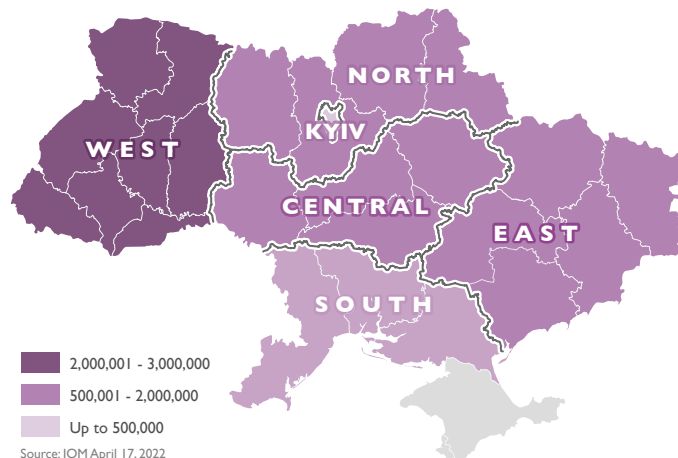 NORTH
KYIV
WEST
CENTRAL
EAST
SOUTH
2,000,001 - 3,000,000
500,001 - 2,000,000
Up to 500,000
Source: IOM April 17, 2022